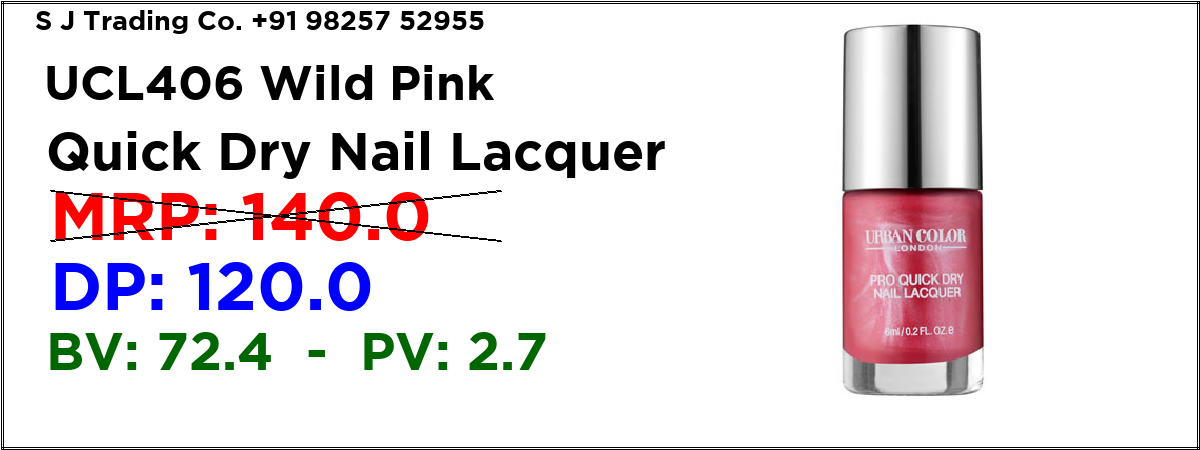 S J Trading Co. +91 98257 52955
UCL406 Wild Pink
Quick Dry Nail Lacquer
MRP: 140.0
DP: 120.0
BV: 72.4 - PV: 2.7
URBAN COLOR
LONDON
PRO QUICK DRY
NAIL LACQUER
6ml/0.2 FL. OZ.e